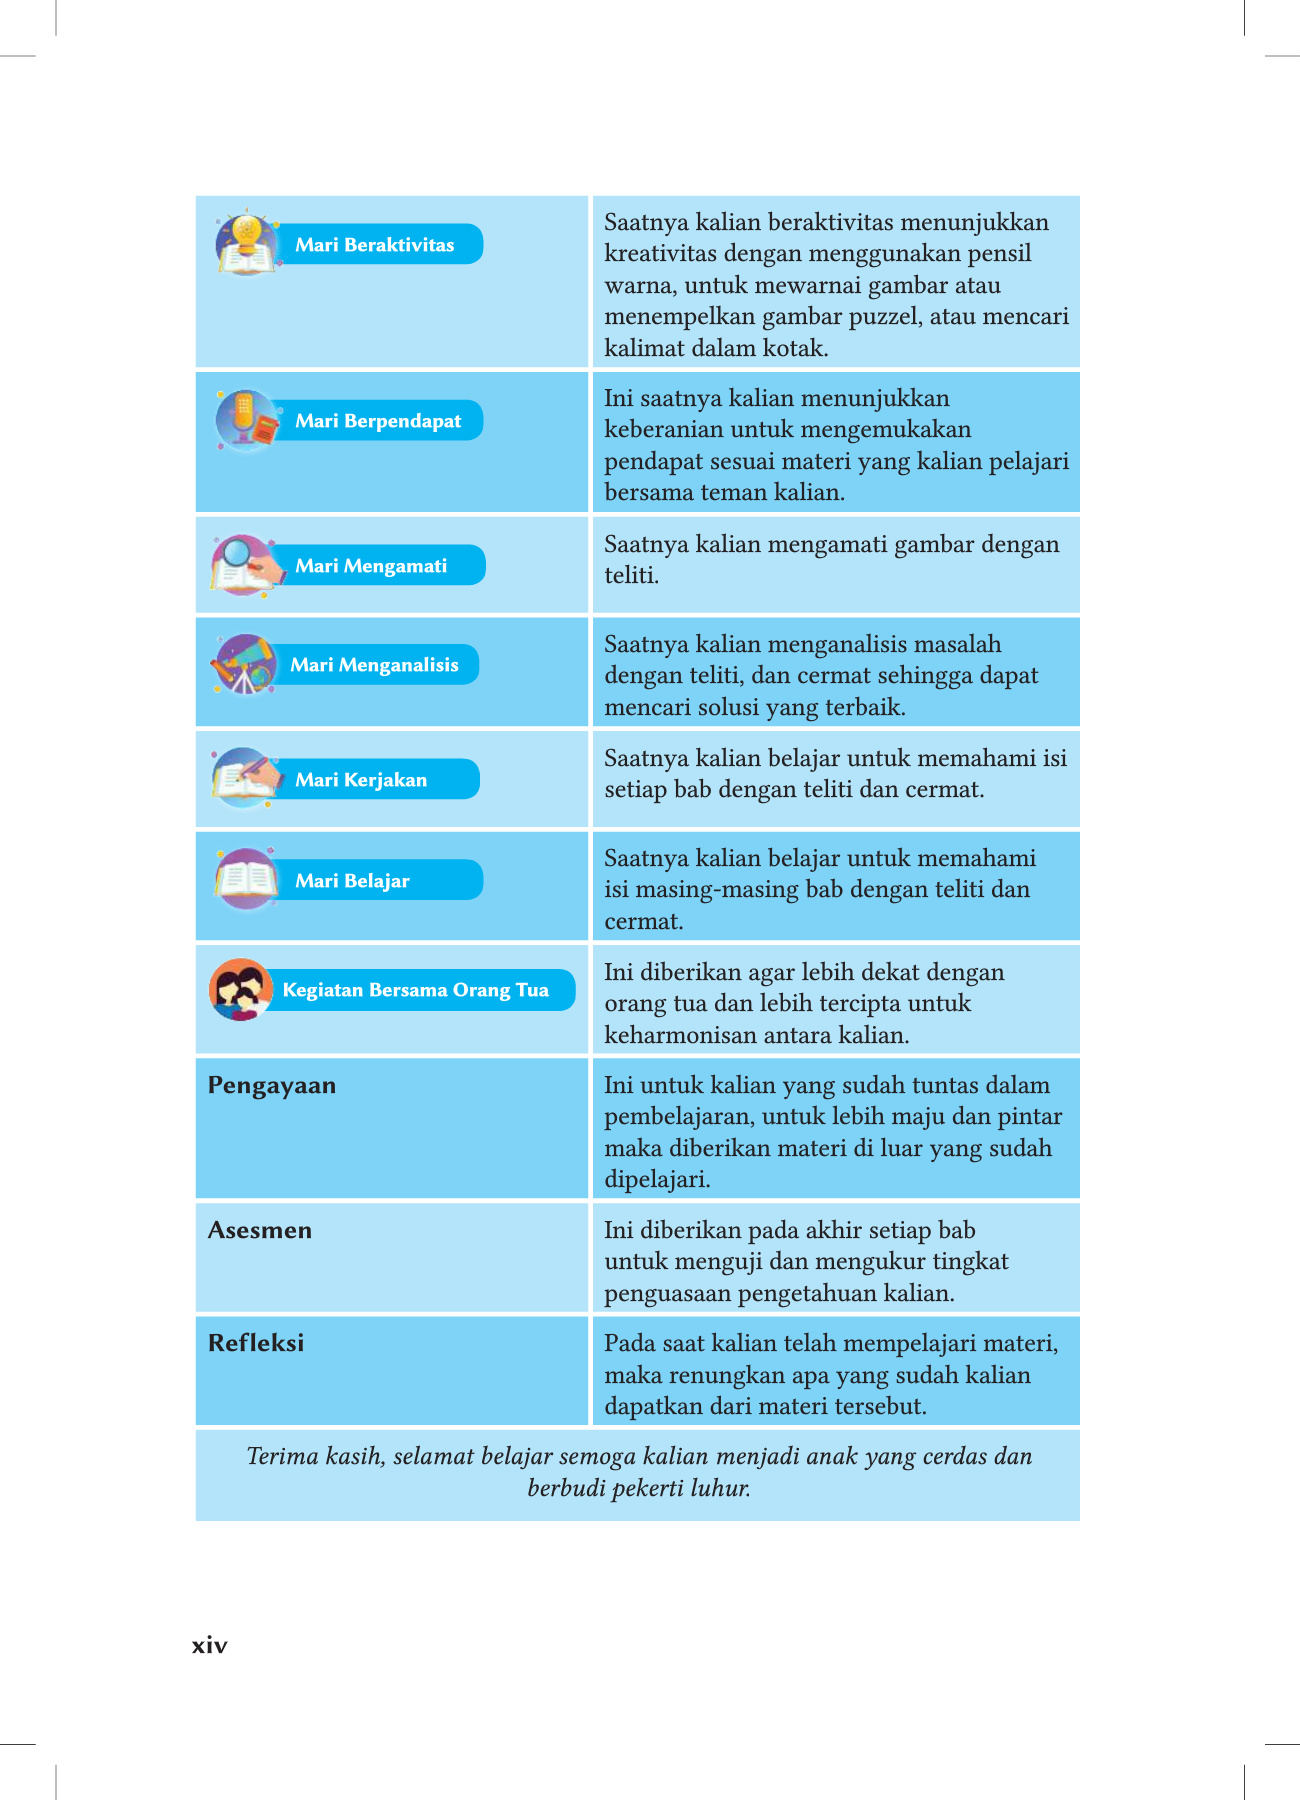 Mari Beraktivitas
Saatnya kalian beraktivitas menunjukkan
kreativitas dengan menggunakan pensil
warna, untuk mewarnai gambar atau
menempelkan gambar puzzel, atau mencari
kalimat dalam kotak.
Mari Berpendapat
Ini saatnya kalian menunjukkan
keberanian untuk mengemukakan
pendapat sesuai materi yang kalian pelajari
bersama teman kalian.
Mari Mengamati
Saatnya kalian mengamati gambar dengan
teliti.
Mari Menganalisis
Saatnya kalian menganalisis masalah
dengan teliti, dan cermat sehingga dapat
mencari solusi yang terbaik.
Mari Kerjakan
Saatnya kalian belajar untuk memahami isi
setiap bab dengan teliti dan cermat.
Mari Belajar
Saatnya kalian belajar untuk memahami
isi masing-masing bab dengan teliti dan
cermat.
Kegiatan Bersama Orang Tua
Ini diberikan agar lebih dekat dengan
orang tua dan lebih tercipta untuk
keharmonisan antara kalian.
Pengayaan
Ini untuk kalian yang sudah tuntas dalam
pembelajaran, untuk lebih maju dan pintar
maka diberikan materi di luar yang sudah
dipelajari.
Asesmen
Ini diberikan pada akhir setiap bab
untuk menguji dan mengukur tingkat
penguasaan pengetahuan kalian.
Refleksi
Pada saat kalian telah mempelajari materi,
maka renungkan apa yang sudah kalian
dapatkan dari materi tersebut.
Terima kasih, selamat belajar semoga kalian menjadi anak yang cerdas dan
berbudi pekerti luhur.
xiv